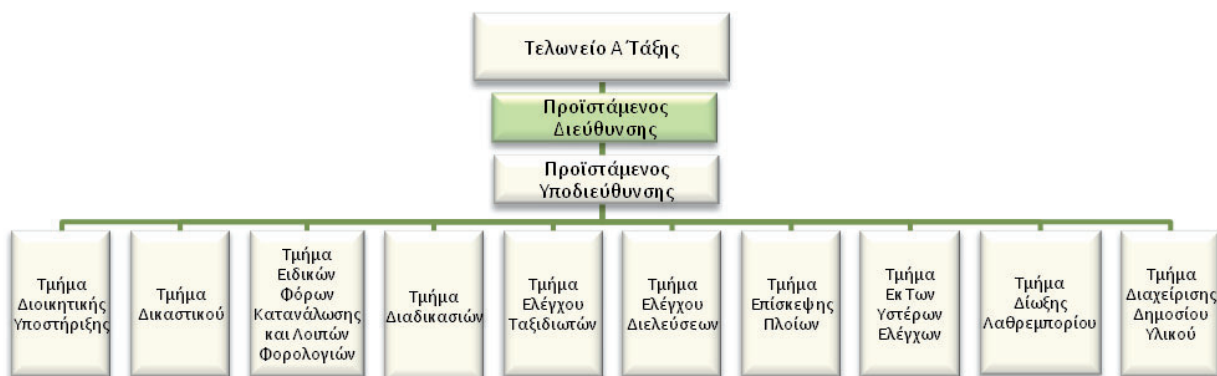 Τελωνείο Α΄Τάξης
Προϊστάμενος
Διεύθυνσης
Προϊστάμενος
Υποδιεύθυνσης
Τμήμα
Διοικητικής
Υποστήριξης
Τμήμα
Δικαστικού
Τμήμα
Ειδικών
Φόρων
Κατανάλωσης
και Λοιπών
Φορολογιών
Τμήμα
Διαδικασιών
Τμήμα
Ελέγχου
Ταξιδιωτών
Τμήμα
Ελέγχου
Διελεύσεων
Τμήμα
Επίσκεψης
Πλοίων
Τμήμα
Εκ Των
Υστέρων
Ελέγχων
Τμήμα
Δίωξης
Λαθρεμπορίου
Τμήμα
Διαχείρισης
Δημοσίου
Υλικού